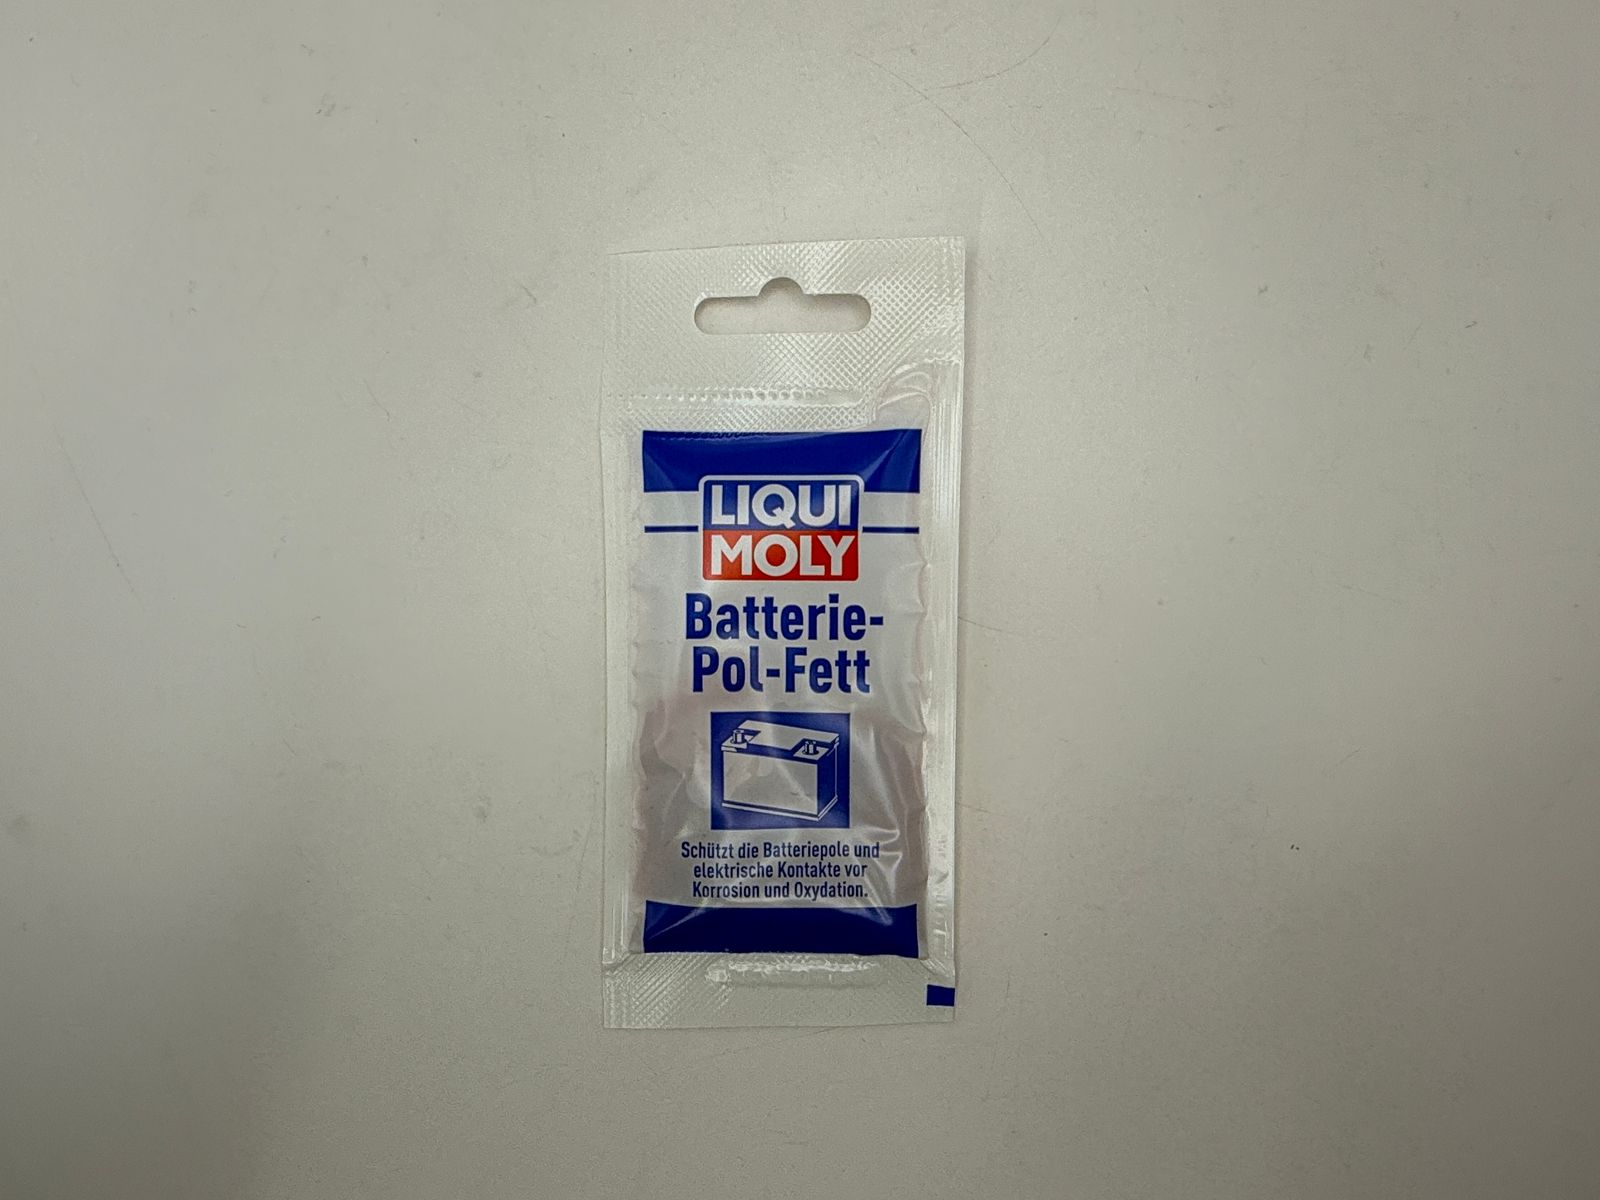 LIQUI
MOLY
Batterie-
Pol-Fett
Schützt die Batteriepole und
elektrische Kontakte vor
Korrosion und Oxydation.